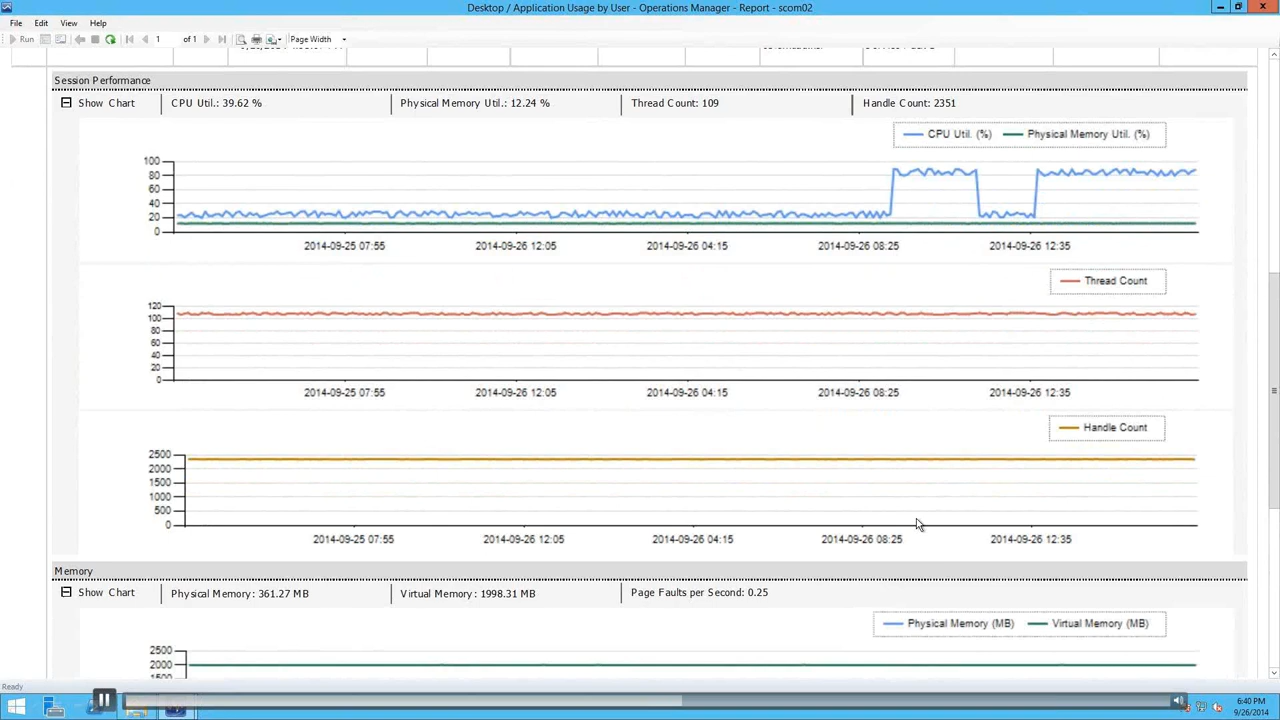 Desktop / Application Usage by User - Operations Manager - Report - scom02
File Edit View Help
Run 1 of 1 Page Width
Session Performance
Show Chart CPU Util.: 39.62 % Physical Memory Util.: 12.24 % Thread Count: 109 Handle Count: 2351
CPU Util. (%) Physical Memory Util. (%)
100
80
60
40
20
0
2014-09-25 07:55 2014-09-26 12:05 2014-09-26 04:15 2014-09-26 08:25 2014-09-26 12:35
Thread Count
120
100
80
60
40
20
0
2014-09-25 07:55 2014-09-26 12:05 2014-09-26 04:15 2014-09-26 08:25 2014-09-26 12:35
Handle Count
2500
2000
1500
1000
500
0
2014-09-25 07:55 2014-09-26 12:05 2014-09-26 04:15 2014-09-26 08:25 2014-09-26 12:35
Memory
Show Chart Physical Memory: 361.27 MB Virtual Memory: 1998.31 MB Page Faults per Second: 0.25
Physical Memory (MB) Virtual Memory (MB)
2500
2000
1500
Ready
6:40 PM
9/26/2014